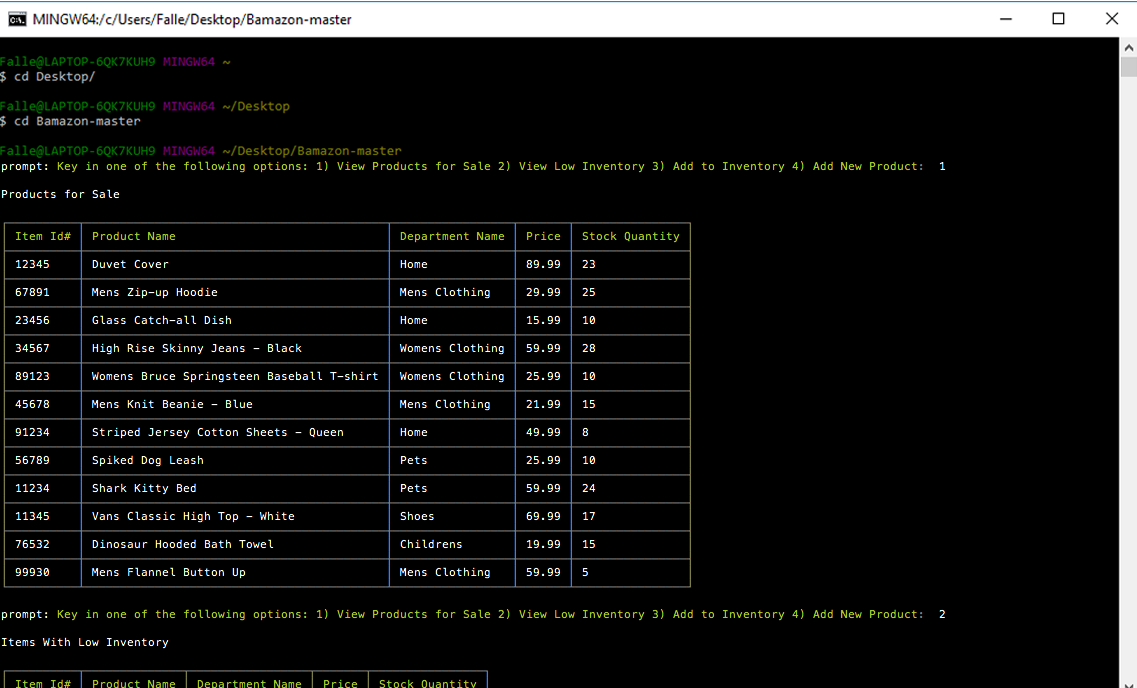 MINGW64:/c/Users/Falle/Desktop/Bamazon-master
Falle@LAPTOP-6QK7KUH9 MINGW64 ~
$ cd Desktop/
Falle@LAPTOP-6QK7KUH9 MINGW64 ~/Desktop
$ cd Bamazon-master
Falle@LAPTOP-6QK7KUH9 MINGW64 ~/Desktop/Bamazon-master
prompt: Key in one of the following options: 1) View Products for Sale 2) View Low Inventory 3) Add to Inventory 4) Add New Product:  1
Products for Sale
Item Id# Product Name Department Name Price Stock Quantity
12345 Duvet Cover Home 89.99 23
67891 Mens Zip-up Hoodie Mens Clothing 29.99 25
23456 Glass Catch-all Dish Home 15.99 10
34567 High Rise Skinny Jeans - Black Womens Clothing 59.99 28
89123 Womens Bruce Springsteen Baseball T-shirt Womens Clothing 25.99 10
45678 Mens Knit Beanie - Blue Mens Clothing 21.99 15
91234 Striped Jersey Cotton Sheets - Queen Home 49.99 8
56789 Spiked Dog Leash Pets 25.99 10
11234 Shark Kitty Bed Pets 59.99 24
11345 Vans Classic High Top - White Shoes 69.99 17
76532 Dinosaur Hooded Bath Towel Childrens 19.99 15
99930 Mens Flannel Button Up Mens Clothing 59.99 5
prompt: Key in one of the following options: 1) View Products for Sale 2) View Low Inventory 3) Add to Inventory 4) Add New Product:  2
Items With Low Inventory
Item Id# Product Name Department Name Price Stock Quantity